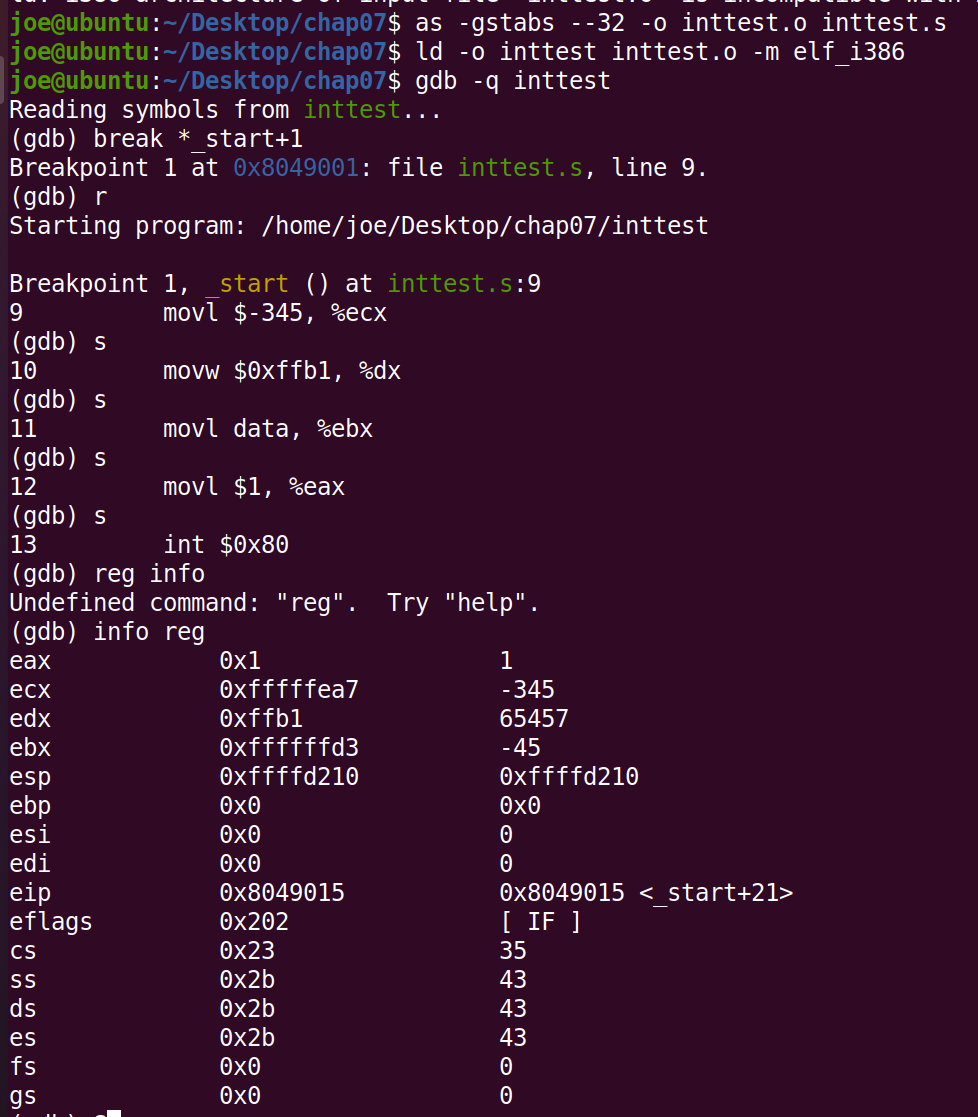 joe@ubuntu:~/Desktop/chap07$ as -gstabs --32 -o inttest.o inttest.s
joe@ubuntu:~/Desktop/chap07$ ld -o inttest inttest.o -m elf_i386
joe@ubuntu:~/Desktop/chap07$ gdb -q inttest
Reading symbols from inttest...
(gdb) break *_start+1
Breakpoint 1 at 0x8049001: file inttest.s, line 9.
(gdb) r
Starting program: /home/joe/Desktop/chap07/inttest

Breakpoint 1, _start () at inttest.s:9
9	movl $-345, %ecx
(gdb) s
10	movw $0xffb1, %dx
(gdb) s
11	movl data, %ebx
(gdb) s
12	movl $1, %eax
(gdb) s
13	int $0x80
(gdb) reg info
Undefined command: "reg".  Try "help".
(gdb) info reg
eax	0x1	1
ecx	0xfffffea7	-345
edx	0xffb1	65457
ebx	0xffffffd3	-45
esp	0xffffd210	0xffffd210
ebp	0x0	0x0
esi	0x0	0
edi	0x0	0
eip	0x8049015	0x8049015 <_start+21>
eflags	0x202	[ IF ]
cs	0x23	35
ss	0x2b	43
ds	0x2b	43
es	0x2b	43
fs	0x0	0
gs	0x0	0